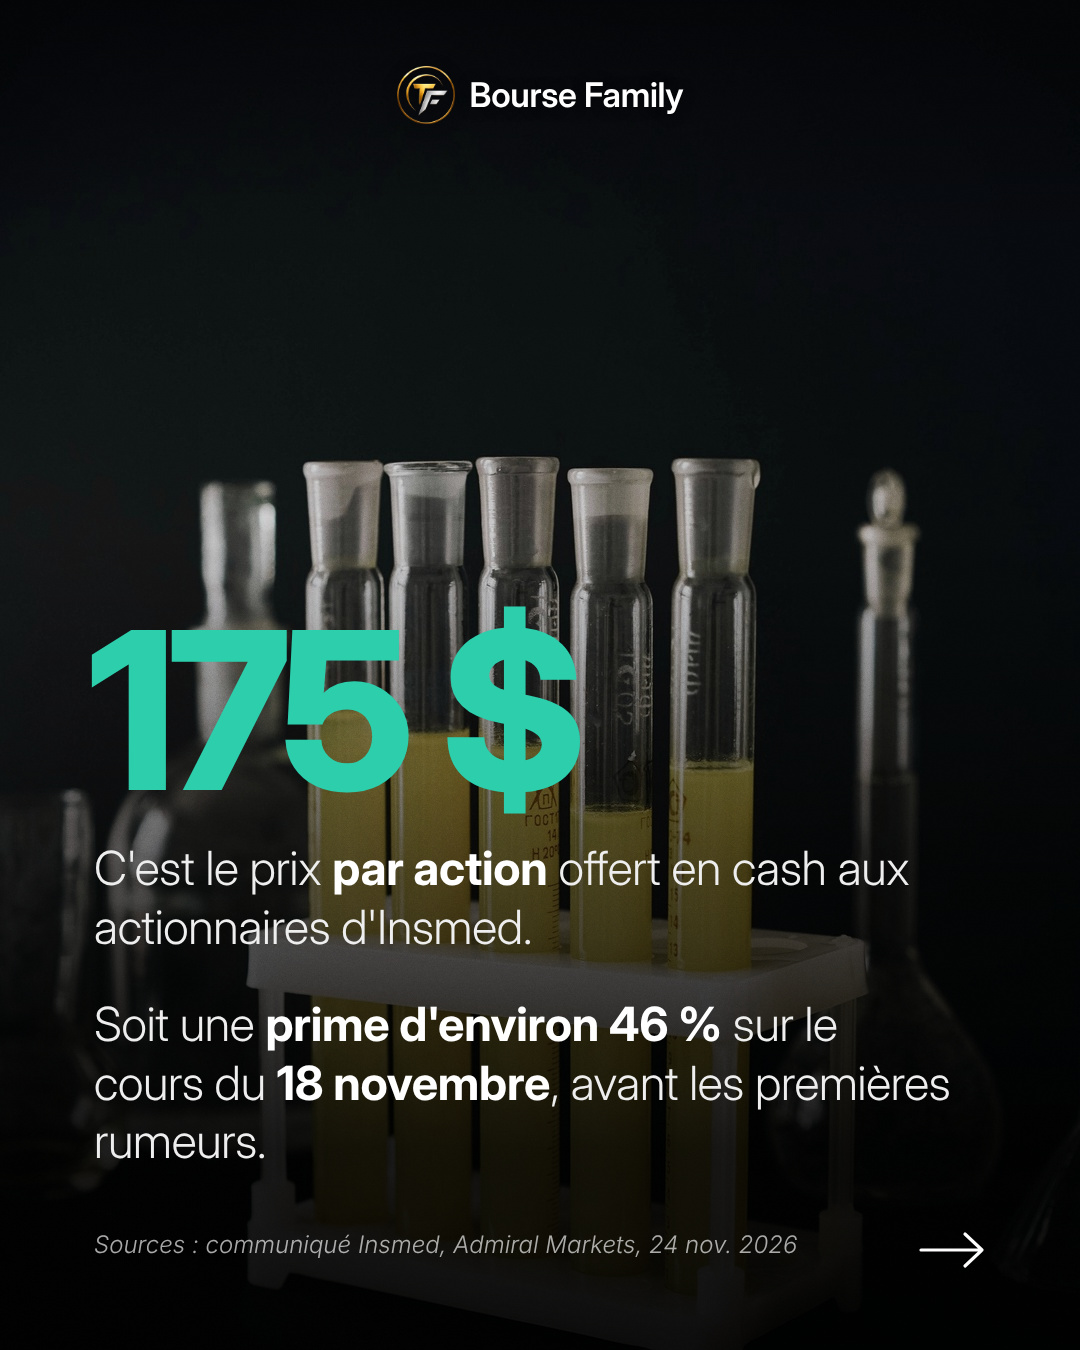 Bourse Family
175 $
C'est le prix par action offert en cash aux
actionnaires d'Insmed.
Soit une prime d'environ 46 % sur le
cours du 18 novembre, avant les premières
rumeurs.
Sources : communiqué Insmed, Admiral Markets, 24 nov. 2026